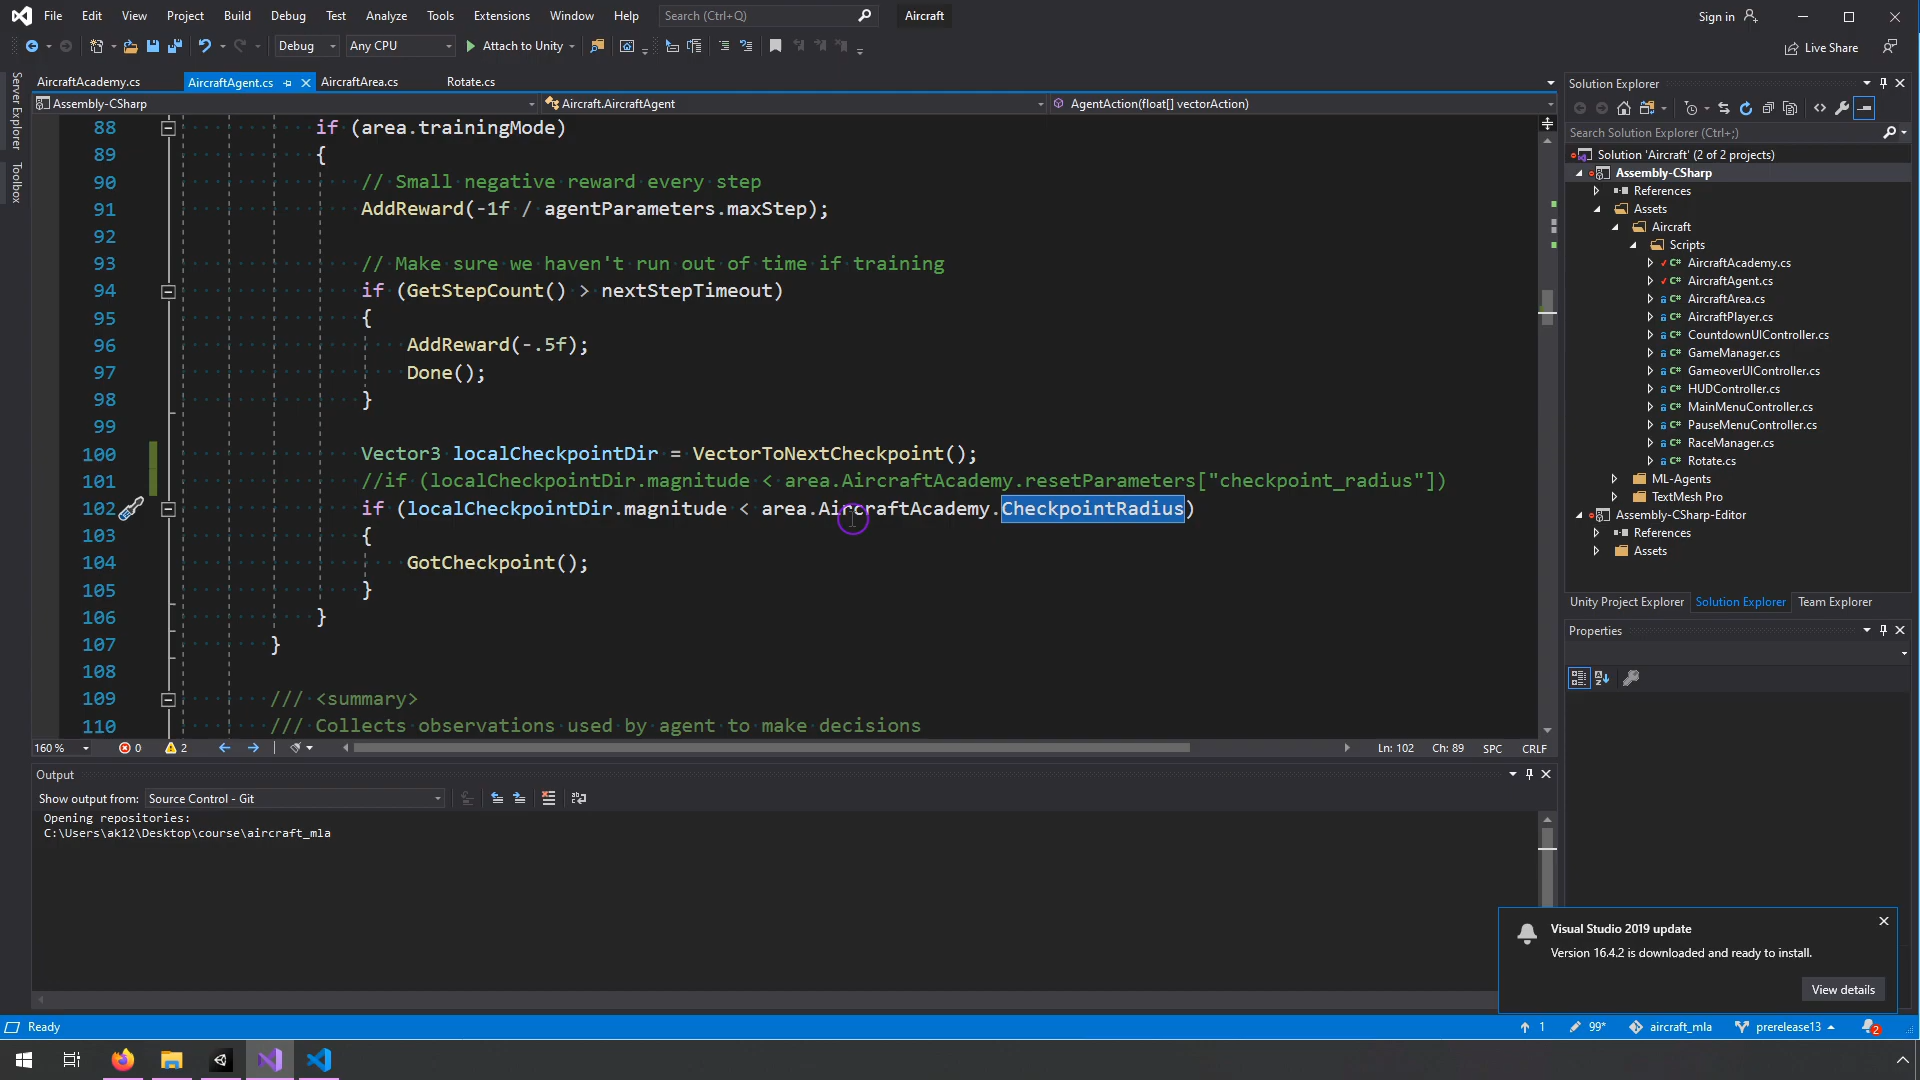 File Edit View Project Build Debug Test Analyze Tools Extensions Window Help Search (Ctrl+Q) Aircraft Sign in
Debug Any CPU Attach to Unity Live Share
AircraftAcademy.cs AircraftAgent.cs AircraftArea.cs Rotate.cs
Assembly-CSharp Aircraft.AircraftAgent AgentAction(float[] vectorAction)
Server Explorer
Toolbox
88 if (area.trainingMode)
89 {
90 // Small negative reward every step
91 AddReward(-1f / agentParameters.maxStep);
92
93 // Make sure we haven't run out of time if training
94 if (GetStepCount() > nextStepTimeout)
95 {
96 AddReward(-.5f);
97 Done();
98 }
99
100 Vector3 localCheckpointDir = VectorToNextCheckpoint();
101 //if (localCheckpointDir.magnitude < area.AircraftAcademy.resetParameters["checkpoint_radius"])
102 if (localCheckpointDir.magnitude < area.AircraftAcademy.CheckpointRadius)
103 {
104 GotCheckpoint();
105 }
106 }
107 }
108
109 /// <summary>
110 /// Collects observations used by agent to make decisions
160 % 0 2 Ln: 102 Ch: 89 SPC CRLF
Output
Show output from: Source Control - Git
Opening repositories:
C:\Users\ak12\Desktop\course\aircraft_mla
Solution Explorer
Search Solution Explorer (Ctrl+;)
Solution 'Aircraft' (2 of 2 projects)
Assembly-CSharp
References
Assets
Aircraft
Scripts
C# AircraftAcademy.cs
C# AircraftAgent.cs
C# AircraftArea.cs
C# AircraftPlayer.cs
C# CountdownUIController.cs
C# GameManager.cs
C# GameoverUIController.cs
C# HUDController.cs
C# MainMenuController.cs
C# PauseMenuController.cs
C# RaceManager.cs
C# Rotate.cs
ML-Agents
TextMesh Pro
Assembly-CSharp-Editor
References
Assets
Unity Project Explorer Solution Explorer Team Explorer
Properties
Visual Studio 2019 update
Version 16.4.2 is downloaded and ready to install.
View details
Ready 1 99* aircraft_mla prerelease13 2